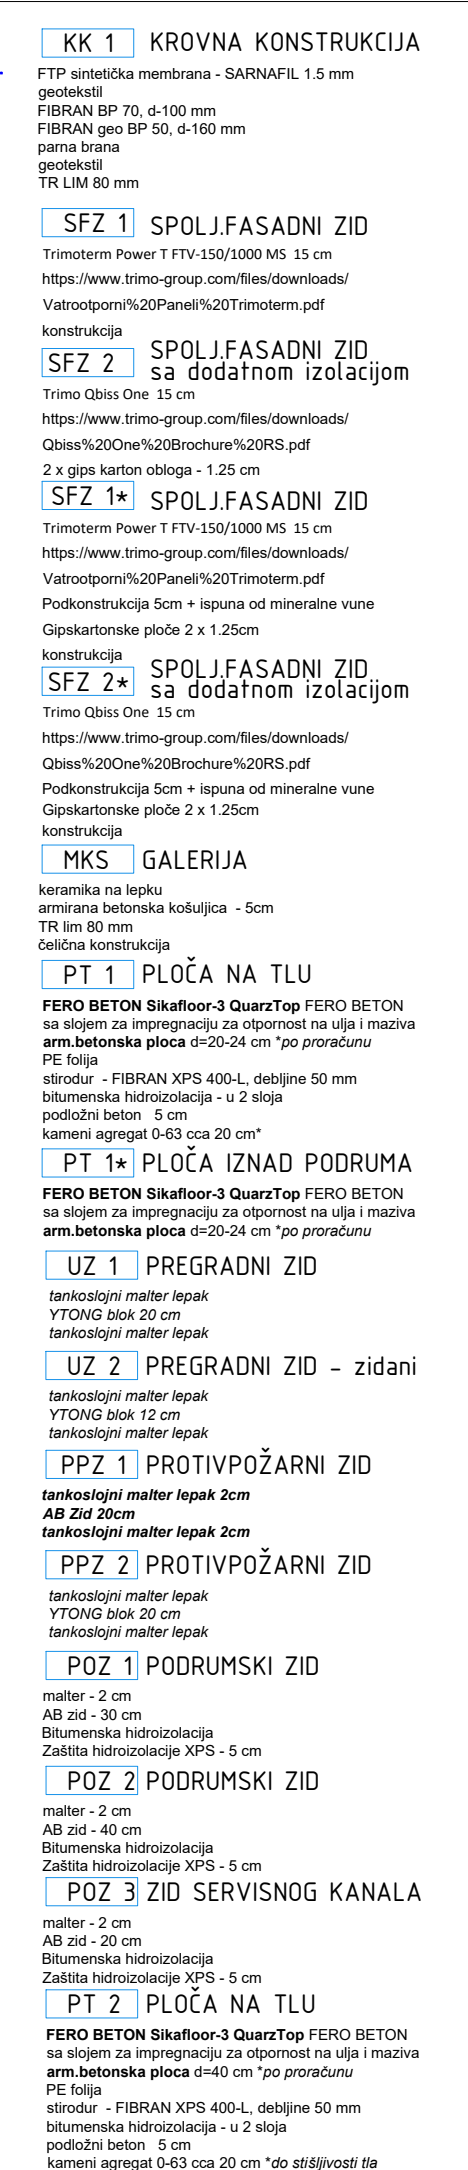 KK 1 KROVNA KONSTRUKCIJA
FTP sintetička membrana - SARNAFIL 1.5 mm
geotekstil
FIBRAN BP 70, d-100 mm
FIBRAN geo BP 50, d-160 mm
parna brana
geotekstil
TR LIM 80 mm
SFZ 1 SPOLJ.FASADNI ZID
Trimoterm Power T FTV-150/1000 MS 15 cm
https://www.trimo-group.com/files/downloads/
Vatrootporni%20Paneli%20Trimoterm.pdf
konstrukcija
SFZ 2 SPOLJ.FASADNI ZID
sa dodatnom izolacijom
Trimo Qbiss One 15 cm
https://www.trimo-group.com/files/downloads/
Qbiss%20One%20Brochure%20RS.pdf
2 x gips karton obloga - 1.25 cm
SFZ 1* SPOLJ.FASADNI ZID
Trimoterm Power T FTV-150/1000 MS 15 cm
https://www.trimo-group.com/files/downloads/
Vatrootporni%20Paneli%20Trimoterm.pdf
Podkonstrukcija 5cm + ispuna od mineralne vune
Gipskartonske ploče 2 x 1.25cm
konstrukcija
SFZ 2* SPOLJ.FASADNI ZID
sa dodatnom izolacijom
Trimo Qbiss One 15 cm
https://www.trimo-group.com/files/downloads/
Qbiss%20One%20Brochure%20RS.pdf
Podkonstrukcija 5cm + ispuna od mineralne vune
Gipskartonske ploče 2 x 1.25cm
konstrukcija
MKS GALERIJA
keramika na lepku
armirana betonska košuljica - 5cm
TR lim 80 mm
čelična konstrukcija
PT 1 PLOČA NA TLU
FERO BETON Sikafloor-3 QuarzTop FERO BETON
sa slojem za impregnaciju za otpornost na ulja i maziva
arm.betonska ploca d=20-24 cm *po proračunu
PE folija
stirodur - FIBRAN XPS 400-L, debljine 50 mm
bitumenska hidroizolacija - u 2 sloja
podložni beton 5 cm
kameni agregat 0-63 cca 20 cm*
PT 1* PLOČA IZNAD PODRUMA
FERO BETON Sikafloor-3 QuarzTop FERO BETON
sa slojem za impregnaciju za otpornost na ulja i maziva
arm.betonska ploca d=20-24 cm *po proračunu
UZ 1 PREGRADNI ZID
tankoslojni malter lepak
YTONG blok 20 cm
tankoslojni malter lepak
UZ 2 PREGRADNI ZID - zidani
tankoslojni malter lepak
YTONG blok 12 cm
tankoslojni malter lepak
PPZ 1 PROTIVPOŽARNI ZID
tankoslojni malter lepak 2cm
AB Zid 20cm
tankoslojni malter lepak 2cm
PPZ 2 PROTIVPOŽARNI ZID
tankoslojni malter lepak
YTONG blok 20 cm
tankoslojni malter lepak
POZ 1 PODRUMSKI ZID
malter - 2 cm
AB zid - 30 cm
Bitumenska hidroizolacija
Zaštita hidroizolacije XPS - 5 cm
POZ 2 PODRUMSKI ZID
malter - 2 cm
AB zid - 40 cm
Bitumenska hidroizolacija
Zaštita hidroizolacije XPS - 5 cm
POZ 3 ZID SERVISNOG KANALA
malter - 2 cm
AB zid - 20 cm
Bitumenska hidroizolacija
Zaštita hidroizolacije XPS - 5 cm
PT 2 PLOČA NA TLU
FERO BETON Sikafloor-3 QuarzTop FERO BETON
sa slojem za impregnaciju za otpornost na ulja i maziva
arm.betonska ploca d=40 cm *po proračunu
PE folija
stirodur - FIBRAN XPS 400-L, debljine 50 mm
bitumenska hidroizolacija - u 2 sloja
podložni beton 5 cm
kameni agregat 0-63 cca 20 cm *do stišljivosti tla